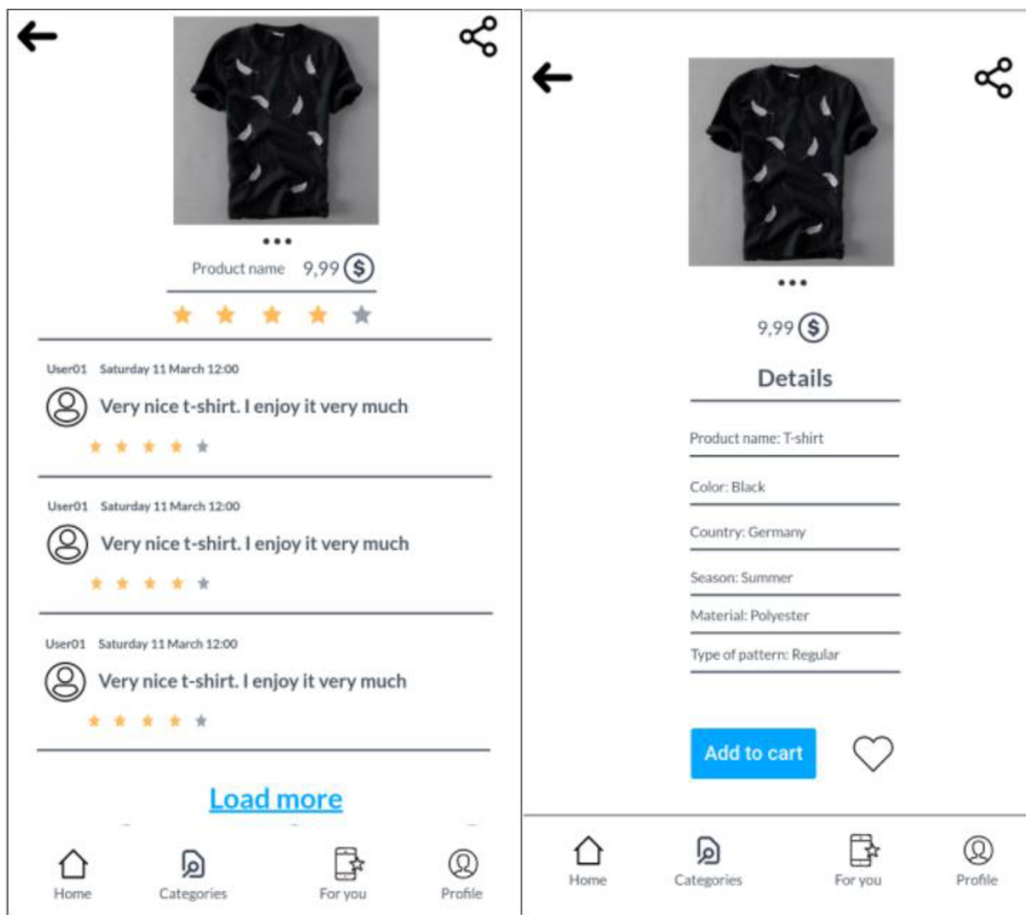 Product name 9,99 $
User01 Saturday 11 March 12:00
Very nice t-shirt. I enjoy it very much
User01 Saturday 11 March 12:00
Very nice t-shirt. I enjoy it very much
User01 Saturday 11 March 12:00
Very nice t-shirt. I enjoy it very much
Load more
Home Categories For you Profile
9,99 $
Details
Product name: T-shirt
Color: Black
Country: Germany
Season: Summer
Material: Polyester
Type of pattern: Regular
Add to cart
Home Categories For you Profile